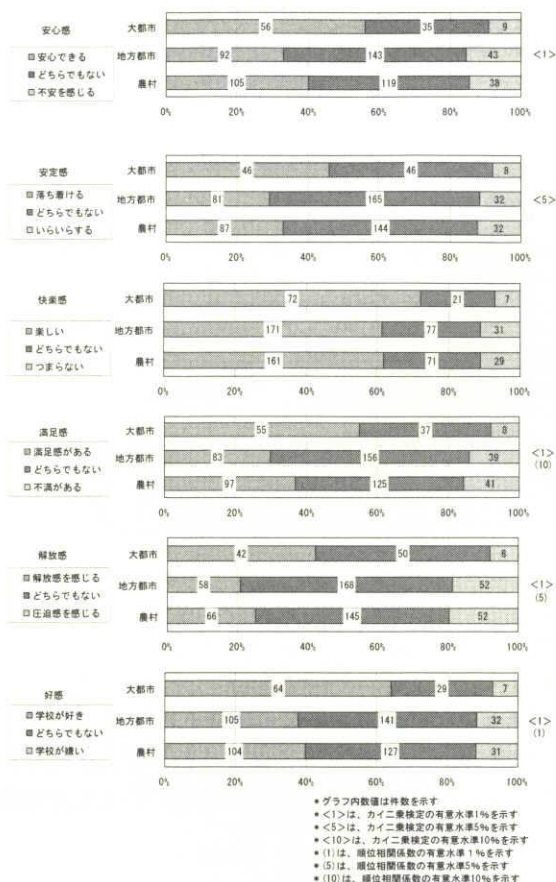 安心感
大都市 56 35 9
安心できる
地方都市 92 143 43 <1>
どちらでもない
不安を感じる
農村 105 119 38
0% 20% 40% 60% 80% 100%
安定感
大都市 46 46 8
落ち着ける
地方都市 81 165 32 <5>
どちらでもない
いらいらする
農村 87 144 32
0% 20% 40% 60% 80% 100%
快楽感
大都市 72 21 7
楽しい
地方都市 171 77 31
どちらでもない
つまらない
農村 161 71 29
0% 20% 40% 60% 80% 100%
満足感
大都市 55 37 8
満足感がある
地方都市 83 156 39 <1>
どちらでもない (10)
不満がある
農村 97 125 41
0% 20% 40% 60% 80% 100%
解放感
大都市 42 50 6
解放感を感じる
地方都市 58 168 52 <1>
どちらでもない (5)
圧迫感を感じる
農村 66 145 52
0% 20% 40% 60% 80% 100%
好感
大都市 64 29 7
学校が好き
地方都市 105 141 32 <1>
どちらでもない (1)
学校が嫌い
農村 104 127 31
0% 20% 40% 60% 80% 100%
* グラフ内数値は件数を示す
* <1>は、カイ二乗検定の有意水準1%を示す
* <5>は、カイ二乗検定の有意水準5%を示す
* <10>は、カイ二乗検定の有意水準10%を示す
* (1)は、順位相関係数の有意水準1%を示す
* (5)は、順位相関係数の有意水準5%を示す
* (10)は、順位相関係数の有意水準10%を示す